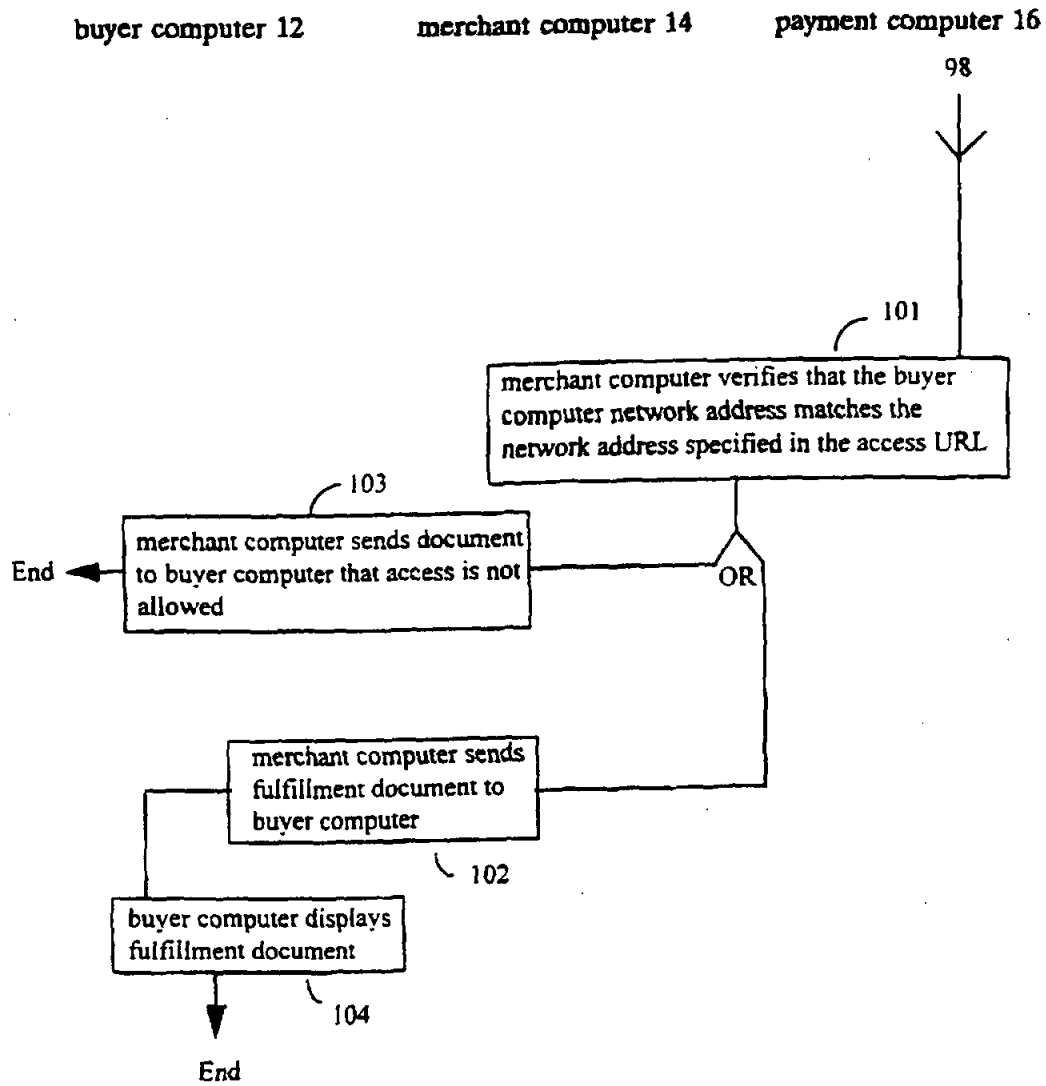 buyer computer 12 merchant computer 14 payment computer 16
98
101
merchant computer verifies that the buyer
computer network address matches the
network address specified in the access URL
103
merchant computer sends document
to buyer computer that access is not
allowed
End
OR
merchant computer sends
fulfillment document to
buyer computer
102
buyer computer displays
fulfillment document
104
End